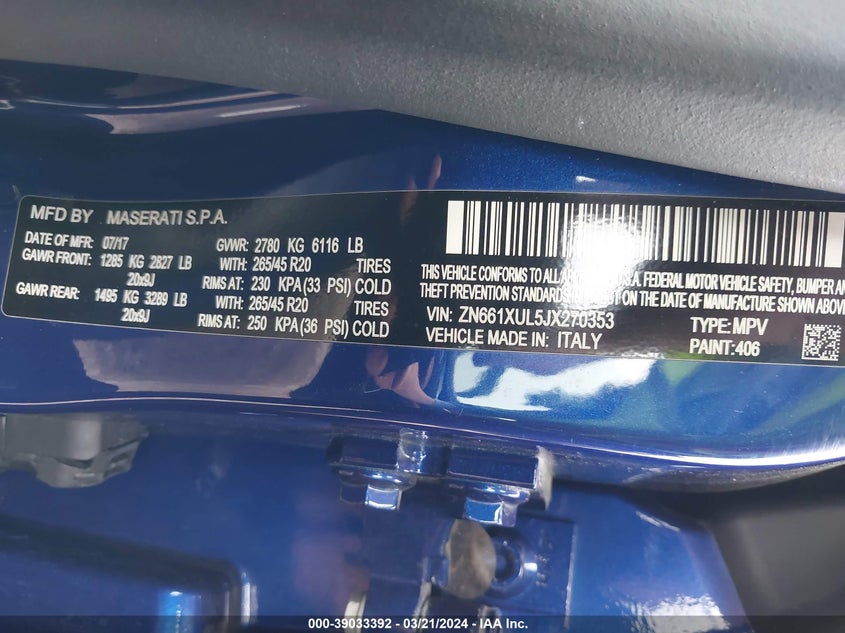 MFD BY MASERATI S.P.A.
DATE OF MFR: 07/17 GVWR: 2780 KG 6116 LB
GAWR FRONT: 1285 KG 2827 LB WITH: 265/45 R20 TIRES
20x9J RIMS AT: 230 KPA (33 PSI) COLD
GAWR REAR: 1495 KG 3289 LB WITH: 265/45 R20 TIRES
20x9J RIMS AT: 250 KPA (36 PSI) COLD
THIS VEHICLE CONFORMS TO ALL FEDERAL MOTOR VEHICLE SAFETY, BUMPER AN
THEFT PREVENTION STANDARDS IN ON THE DATE OF MANUFACTURE SHOWN ABOV
VIN: ZN661XUL5JX270353 TYPE: MPV
VEHICLE MADE IN: ITALY PAINT: 406
000-39033392 - 03/21/2024 - IAA Inc.